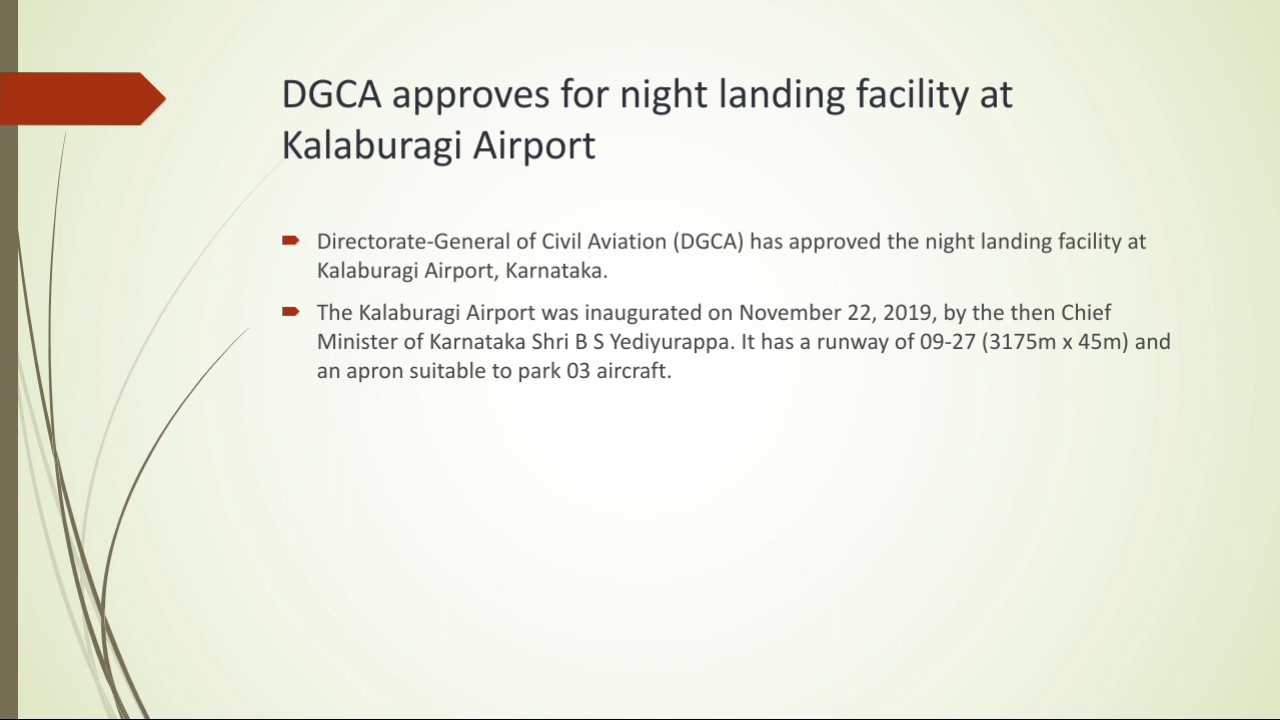 DGCA approves for night landing facility at
Kalaburagi Airport
Directorate-General of Civil Aviation (DGCA) has approved the night landing facility at
Kalaburagi Airport, Karnataka.
The Kalaburagi Airport was inaugurated on November 22, 2019, by the then Chief
Minister of Karnataka Shri B S Yediyurappa. It has a runway of 09-27 (3175m x 45m) and
an apron suitable to park 03 aircraft.